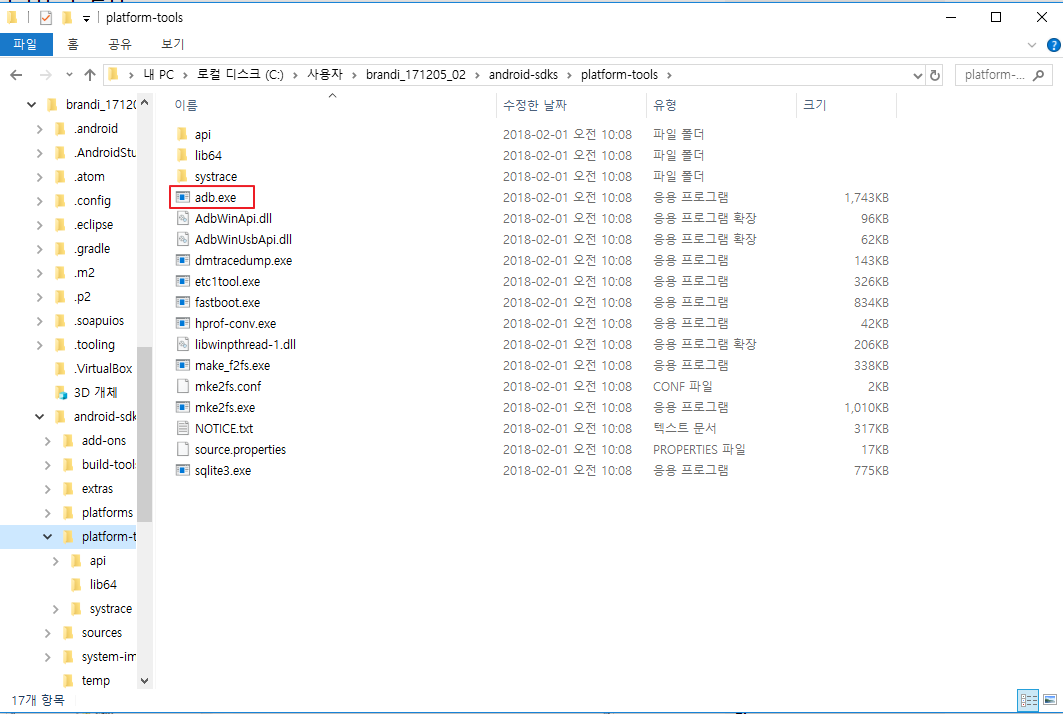 platform-tools
파일 홈 공유 보기
내 PC 로컬 디스크 (C:) 사용자 brandi_171205_02 android-sdks platform-tools
platform-...
이름 수정한 날짜 유형 크기
api 2018-02-01 오전 10:08 파일 폴더
lib64 2018-02-01 오전 10:08 파일 폴더
systrace 2018-02-01 오전 10:08 파일 폴더
adb.exe 2018-02-01 오전 10:08 응용 프로그램 1,743KB
AdbWinApi.dll 2018-02-01 오전 10:08 응용 프로그램 확장 96KB
AdbWinUsbApi.dll 2018-02-01 오전 10:08 응용 프로그램 확장 62KB
dmtracedump.exe 2018-02-01 오전 10:08 응용 프로그램 143KB
etc1tool.exe 2018-02-01 오전 10:08 응용 프로그램 326KB
fastboot.exe 2018-02-01 오전 10:08 응용 프로그램 834KB
hprof-conv.exe 2018-02-01 오전 10:08 응용 프로그램 42KB
libwinpthread-1.dll 2018-02-01 오전 10:08 응용 프로그램 확장 206KB
make_f2fs.exe 2018-02-01 오전 10:08 응용 프로그램 338KB
mke2fs.conf 2018-02-01 오전 10:08 CONF 파일 2KB
mke2fs.exe 2018-02-01 오전 10:08 응용 프로그램 1,010KB
NOTICE.txt 2018-02-01 오전 10:08 텍스트 문서 317KB
source.properties 2018-02-01 오전 10:08 PROPERTIES 파일 17KB
sqlite3.exe 2018-02-01 오전 10:08 응용 프로그램 775KB
brandi_1712(
.android
.AndroidStu
.atom
.config
.eclipse
.gradle
.m2
.p2
.soapuios
.tooling
.VirtualBox
3D 개체
android-sdk
add-ons
build-tools
extras
platforms
platform-t
api
lib64
systrace
sources
system-im
temp
17개 항목